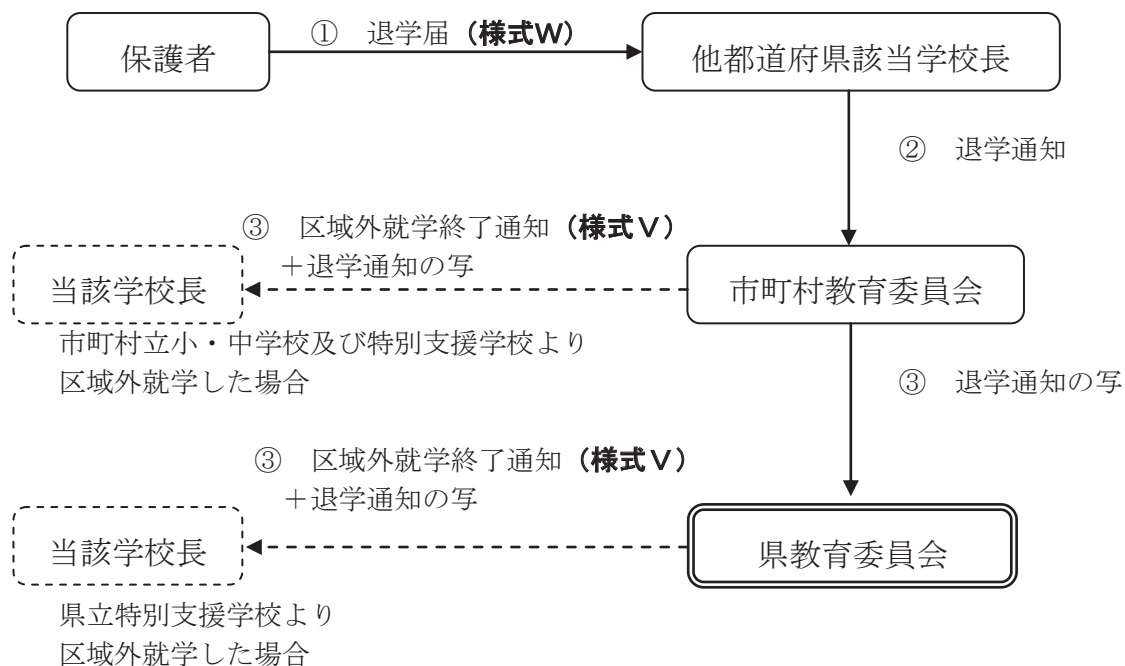 ① 退学届（様式W）
保護者
他都道府県該当学校長
② 退学通知
③ 区域外就学終了通知（様式V）
＋退学通知の写
当該学校長
市町村教育委員会
市町村立小・中学校及び特別支援学校より
区域外就学した場合
③ 退学通知の写
③ 区域外就学終了通知（様式V）
＋退学通知の写
当該学校長
県教育委員会
県立特別支援学校より
区域外就学した場合